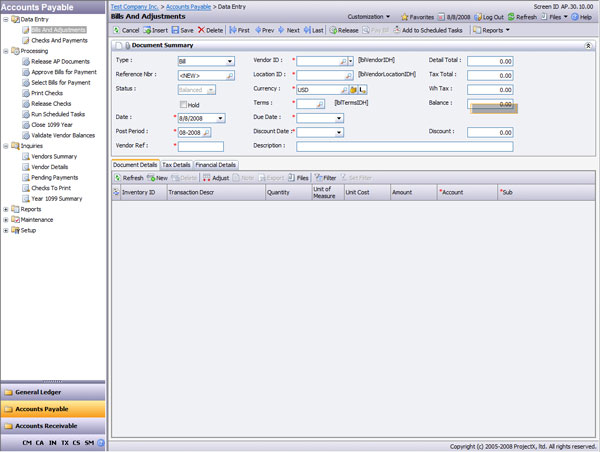 Accounts Payable
Test Company Inc. > Accounts Payable > Data Entry
Screen ID AP.30.10.00
Bills And Adjustments
Customization Favorites 8/8/2008 Log Out Refresh Files Help
Data Entry
Bills And Adjustments
Checks And Payments
Processing
Release AP Documents
Approve Bills for Payment
Select Bills for Payment
Print Checks
Release Checks
Run Scheduled Tasks
Close 1099 Year
Validate Vendor Balances
Inquiries
Vendors Summary
Vendor Details
Pending Payments
Checks To Print
Year 1099 Summary
Reports
Maintenance
Setup
General Ledger
Accounts Payable
Accounts Receivable
CM CA IN TX CS SM
Cancel Insert Save Delete First Prev Next Last Release Pay Bill Add to Scheduled Tasks Reports
Document Summary
Type : Bill
Vendor ID : * [lblVendorIDH]
Detail Total : 0.00
Reference Nbr : <NEW>
Location ID : * [lblVendorLocationIDH]
Tax Total : 0.00
Status : Balanced
Currency : * USD
Wh Tax : 0.00
Hold
Terms : * [lblTermsIDH]
Balance : 0.00
Date : * 8/8/2008
Due Date : *
Post Period : * 08-2008
Discount Date : *
Discount : 0.00
Vendor Ref : *
Description :
Document Details Tax Details Financial Details
Refresh New Delete Adjust Note Export Files Filter Set Filter
Inventory ID Transaction Descr Quantity Unit of Measure Unit Cost Amount *Account *Sub
Copyright (c) 2005-2008 ProjectX, ltd. All rights reserved.